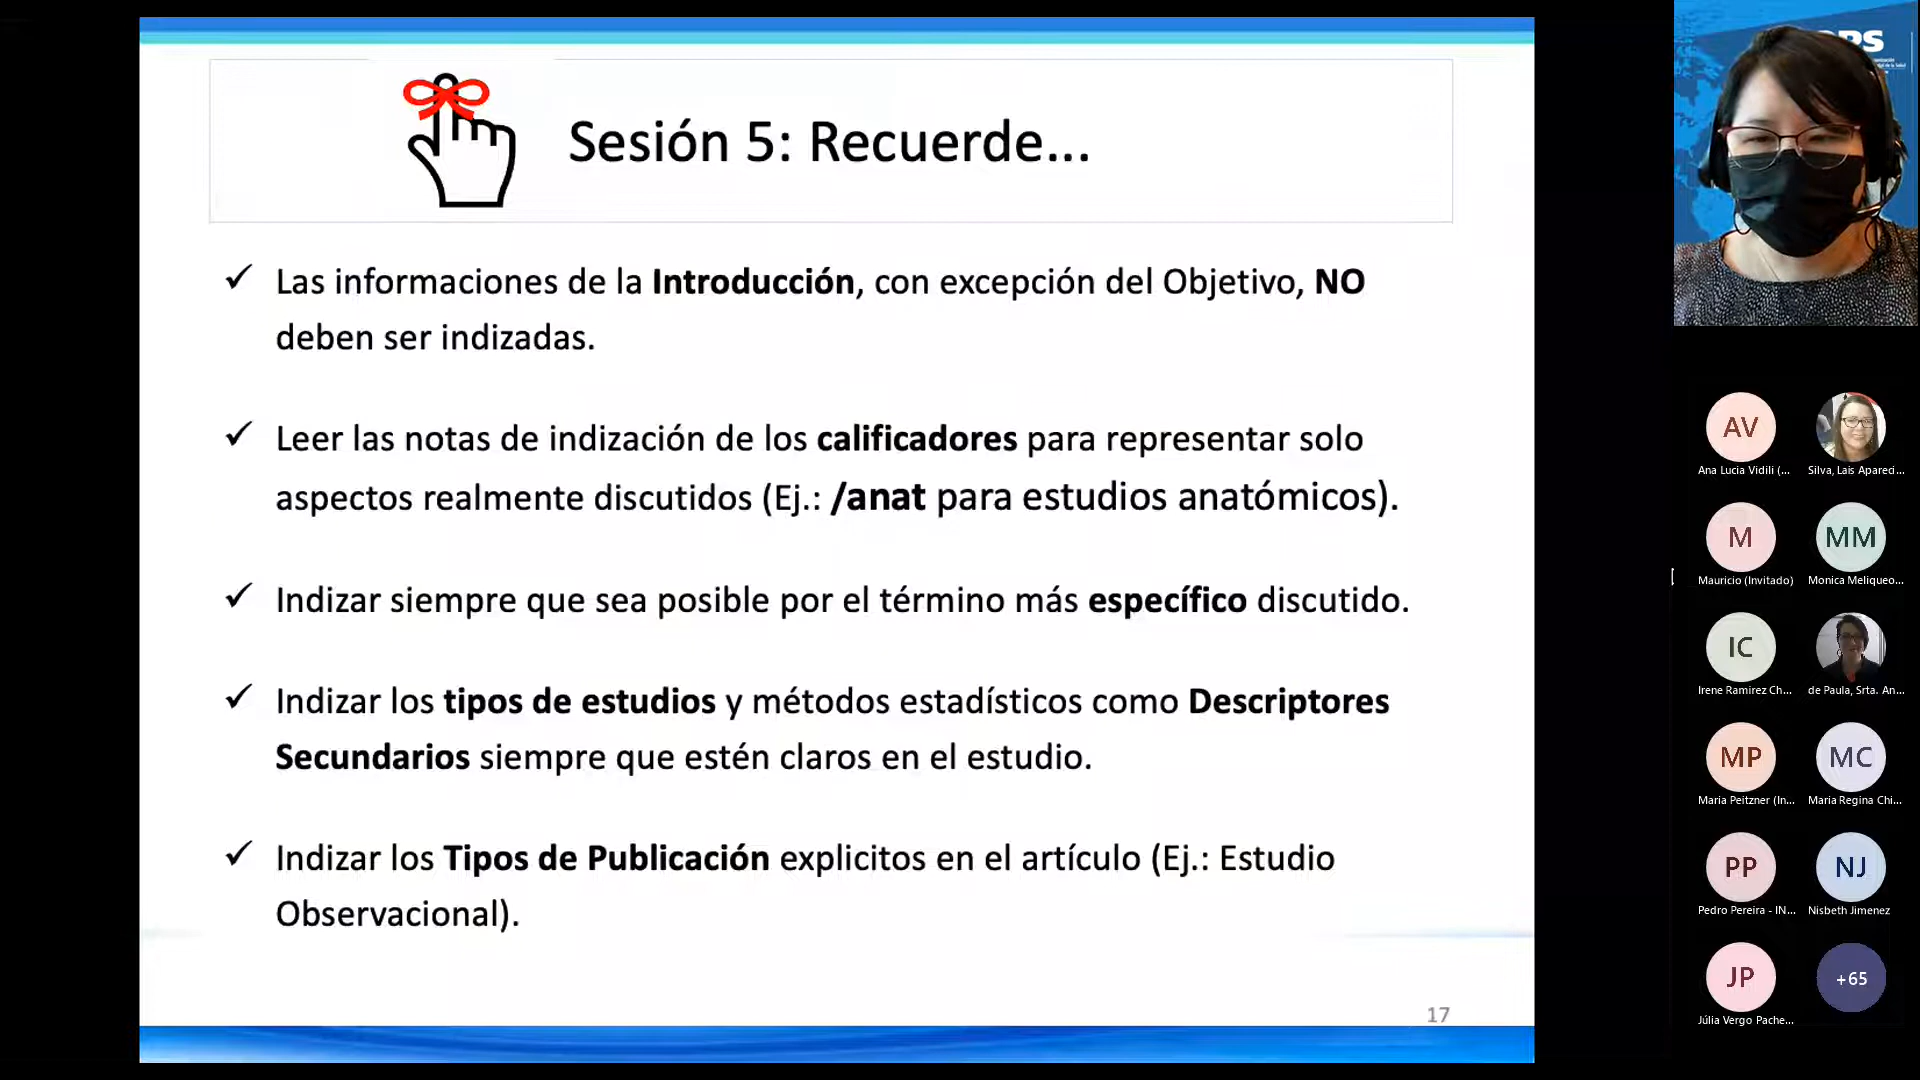 Sesión 5: Recuerde...
✓ Las informaciones de la Introducción, con excepción del Objetivo, NO
deben ser indizadas.
✓ Leer las notas de indización de los calificadores para representar solo
aspectos realmente discutidos (Ej.: /anat para estudios anatómicos).
✓ Indizar siempre que sea posible por el término más específico discutido.
✓ Indizar los tipos de estudios y métodos estadísticos como Descriptores
Secundarios siempre que estén claros en el estudio.
✓ Indizar los Tipos de Publicación explicitos en el artículo (Ej.: Estudio
Observacional).
17
OPS
AV
Ana Lucia Vidili (...
Silva, Lais Apareci...
M
Mauricio (Invitado)
MM
Monica Meliqueo...
IC
Irene Ramirez Ch...
de Paula, Srta. An...
MP
Maria Peitzner (In...
MC
Maria Regina Chi...
PP
Pedro Pereira - IN...
NJ
Nisbeth Jimenez
JP
Júlia Vergo Pache...
+65